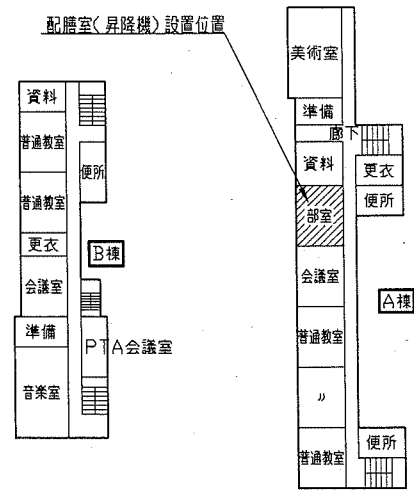 配膳室(昇降機)設置位置
資料
普通教室
普通教室
便所
更衣
B棟
会議室
準備
PTA会議室
音楽室
美術室
準備
廊下
資料
更衣
部室
便所
会議室
A棟
普通教室
〃
便所
普通教室